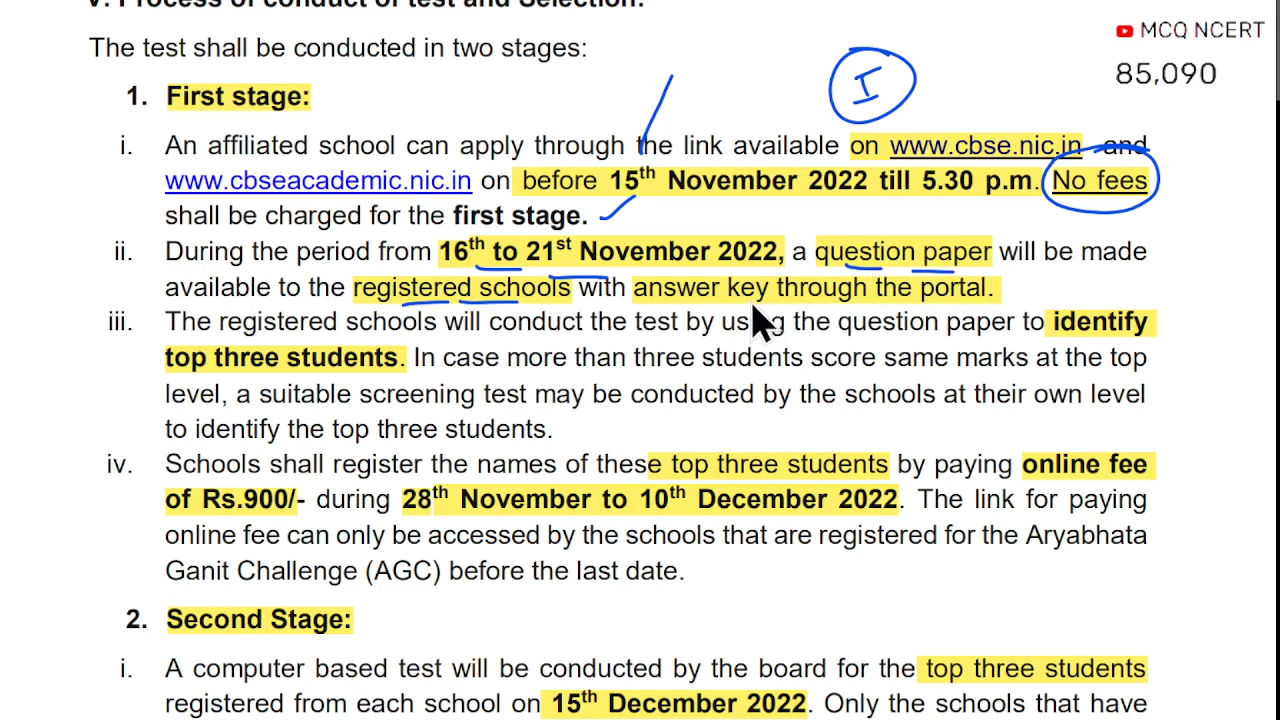 V. Process of conduct of test and Selection:
MCQ NCERT
85,090
The test shall be conducted in two stages:
I
1. First stage:
i. An affiliated school can apply through the link available on www.cbse.nic.in and
www.cbseacademic.nic.in on before 15th November 2022 till 5.30 p.m. No fees
shall be charged for the first stage.
ii. During the period from 16th to 21st November 2022, a question paper will be made
available to the registered schools with answer key through the portal.
iii. The registered schools will conduct the test by using the question paper to identify
top three students. In case more than three students score same marks at the top
level, a suitable screening test may be conducted by the schools at their own level
to identify the top three students.
iv. Schools shall register the names of these top three students by paying online fee
of Rs.900/- during 28th November to 10th December 2022. The link for paying
online fee can only be accessed by the schools that are registered for the Aryabhata
Ganit Challenge (AGC) before the last date.
2. Second Stage:
i. A computer based test will be conducted by the board for the top three students
registered from each school on 15th December 2022. Only the schools that have